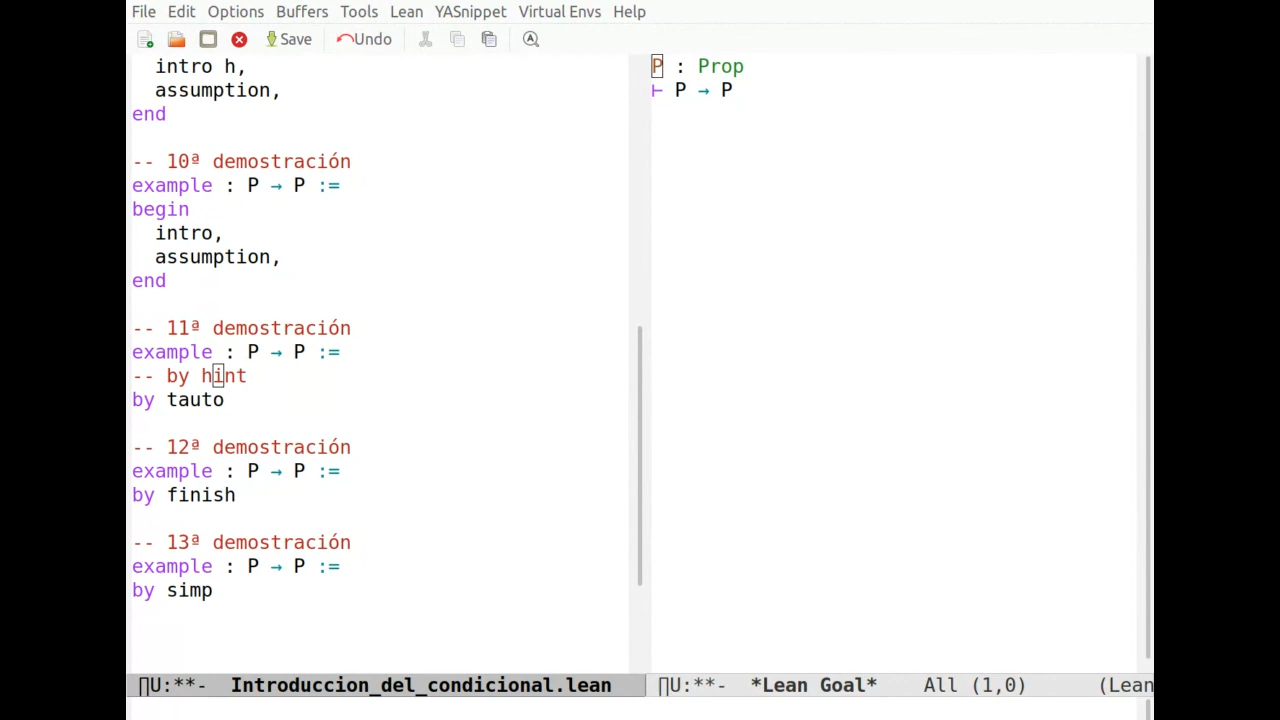 File Edit Options Buffers Tools Lean YASnippet Virtual Envs Help
Save Undo
intro h,
assumption,
end
-- 10ª demostración
example : P → P :=
begin
intro,
assumption,
end
-- 11ª demostración
example : P → P :=
-- by hint
by tauto
-- 12ª demostración
example : P → P :=
by finish
-- 13ª demostración
example : P → P :=
by simp
P : Prop
⊢ P → P
∏U:**- Introduccion_del_condicional.lean
∏U:**- *Lean Goal* All (1,0) (Lean